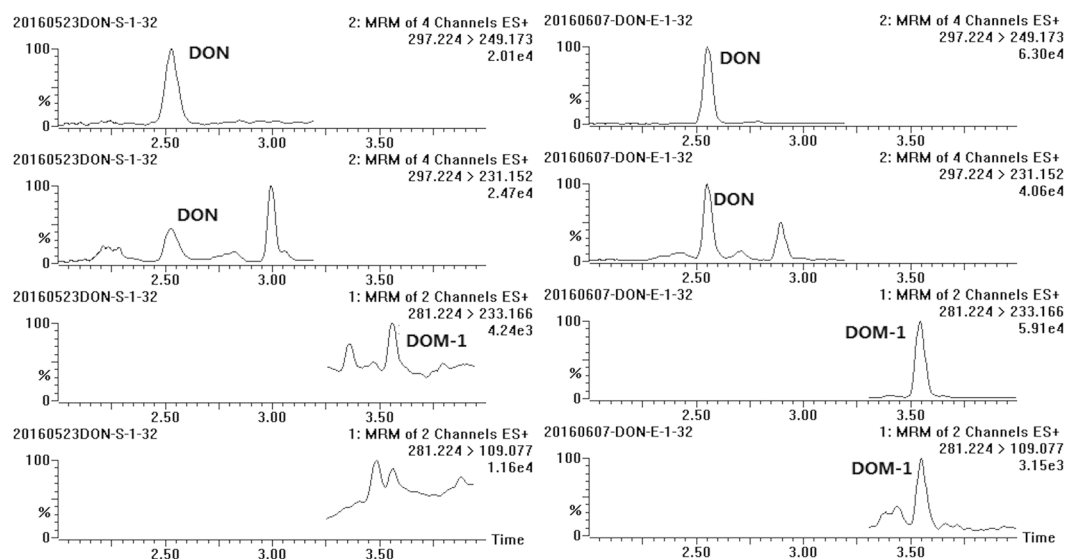 20160523DON-S-1-32
2: MRM of 4 Channels ES+
297.224 > 249.173
2.01e4
100
DON
%
0
2.50
3.00
3.50
20160523DON-S-1-32
2: MRM of 4 Channels ES+
297.224 > 231.152
2.47e4
100
DON
%
0
2.50
3.00
3.50
20160523DON-S-1-32
1: MRM of 2 Channels ES+
281.224 > 233.166
4.24e3
100
DOM-1
%
0
2.50
3.00
3.50
20160523DON-S-1-32
1: MRM of 2 Channels ES+
281.224 > 109.077
1.16e4
100
%
0
Time
2.50
3.00
3.50
20160607-DON-E-1-32
2: MRM of 4 Channels ES+
297.224 > 249.173
6.30e4
100
DON
%
0
2.50
3.00
3.50
20160607-DON-E-1-32
2: MRM of 4 Channels ES+
297.224 > 231.152
4.06e4
100
DON
%
0
2.50
3.00
3.50
20160607-DON-E-1-32
1: MRM of 2 Channels ES+
281.224 > 233.166
5.91e4
100
DOM-1
%
0
2.50
3.00
3.50
20160607-DON-E-1-32
1: MRM of 2 Channels ES+
281.224 > 109.077
3.15e3
100
DOM-1
%
0
Time
2.50
3.00
3.50